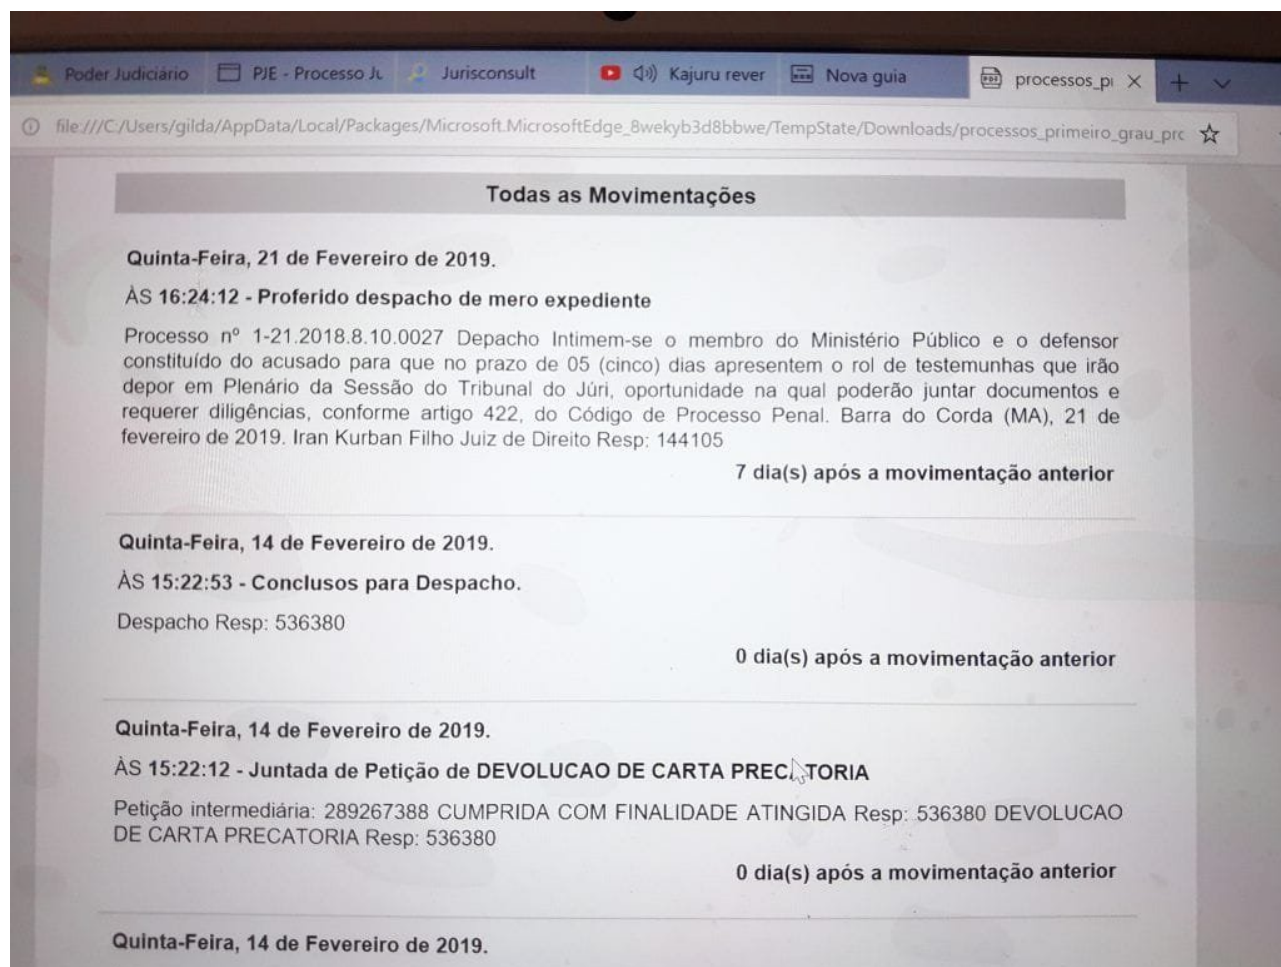 Poder Judiciário PJE - Processo Ju Jurisconsult Kajuru rever Nova guia processos_pi
file:///C:/Users/gilda/AppData/Local/Packages/Microsoft.MicrosoftEdge_8wekyb3d8bbwe/TempState/Downloads/processos_primeiro_grau_prc
Todas as Movimentações
Quinta-Feira, 21 de Fevereiro de 2019.
ÀS 16:24:12 - Proferido despacho de mero expediente
Processo nº 1-21.2018.8.10.0027 Depacho Intimem-se o membro do Ministério Público e o defensor
constituído do acusado para que no prazo de 05 (cinco) dias apresentem o rol de testemunhas que irão
depor em Plenário da Sessão do Tribunal do Júri, oportunidade na qual poderão juntar documentos e
requerer diligências, conforme artigo 422, do Código de Processo Penal. Barra do Corda (MA), 21 de
fevereiro de 2019. Iran Kurban Filho Juiz de Direito Resp: 144105
7 dia(s) após a movimentação anterior
Quinta-Feira, 14 de Fevereiro de 2019.
ÀS 15:22:53 - Conclusos para Despacho.
Despacho Resp: 536380
0 dia(s) após a movimentação anterior
Quinta-Feira, 14 de Fevereiro de 2019.
ÀS 15:22:12 - Juntada de Petição de DEVOLUCAO DE CARTA PRECATORIA
Petição intermediária: 289267388 CUMPRIDA COM FINALIDADE ATINGIDA Resp: 536380 DEVOLUCAO
DE CARTA PRECATORIA Resp: 536380
0 dia(s) após a movimentação anterior
Quinta-Feira, 14 de Fevereiro de 2019.